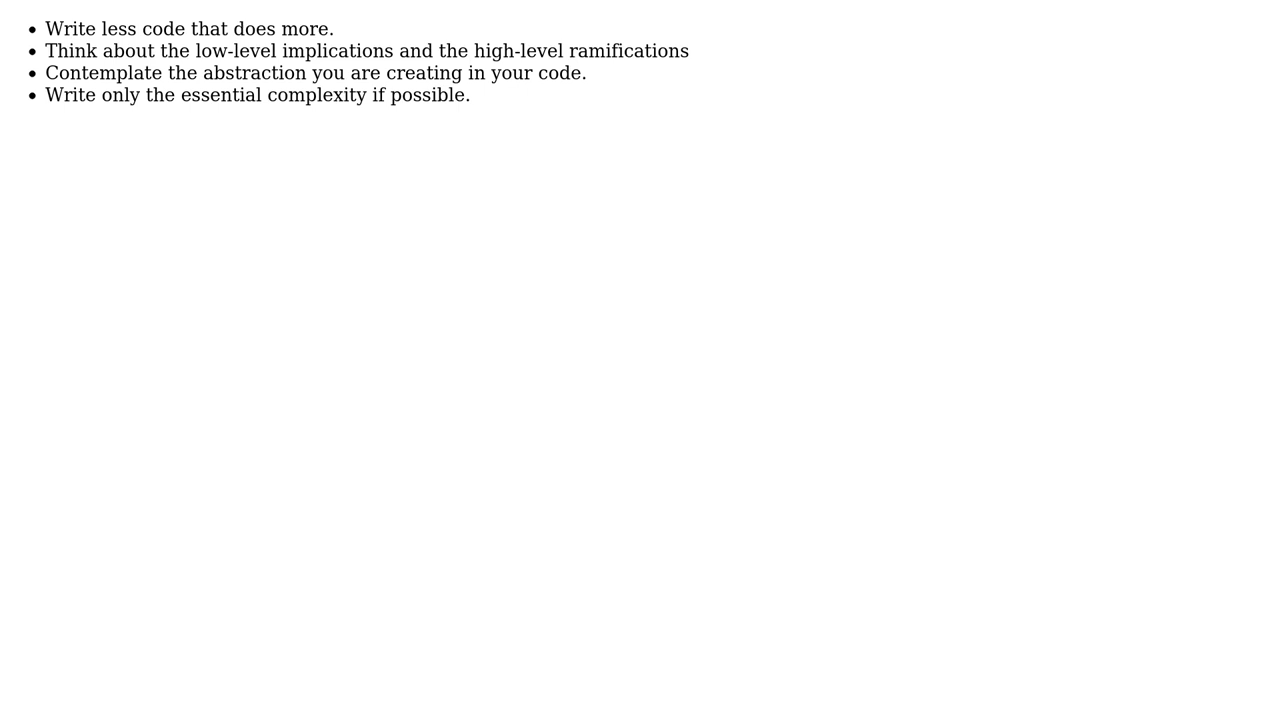 Write less code that does more.
Think about the low-level implications and the high-level ramifications
Contemplate the abstraction you are creating in your code.
Write only the essential complexity if possible.